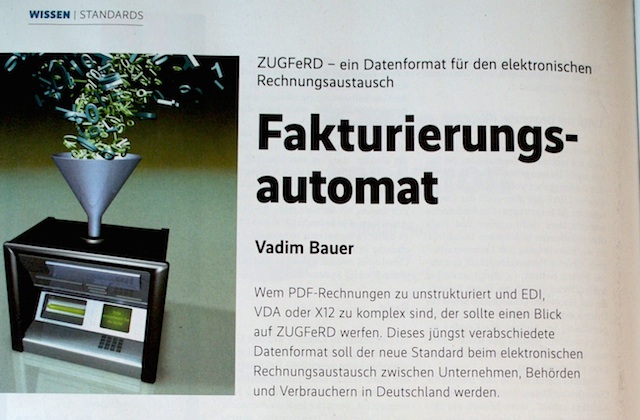 WISSEN | STANDARDS
ZUGFeRD – ein Datenformat für den elektronischen
Rechnungsaustausch
Fakturierungs-
automat
Vadim Bauer
Wem PDF-Rechnungen zu unstrukturiert und EDI,
VDA oder X12 zu komplex sind, der sollte einen Blick
auf ZUGFeRD werfen. Dieses jüngst verabschiedete
Datenformat soll der neue Standard beim elektronischen
Rechnungsaustausch zwischen Unternehmen, Behörden
und Verbrauchern in Deutschland werden.